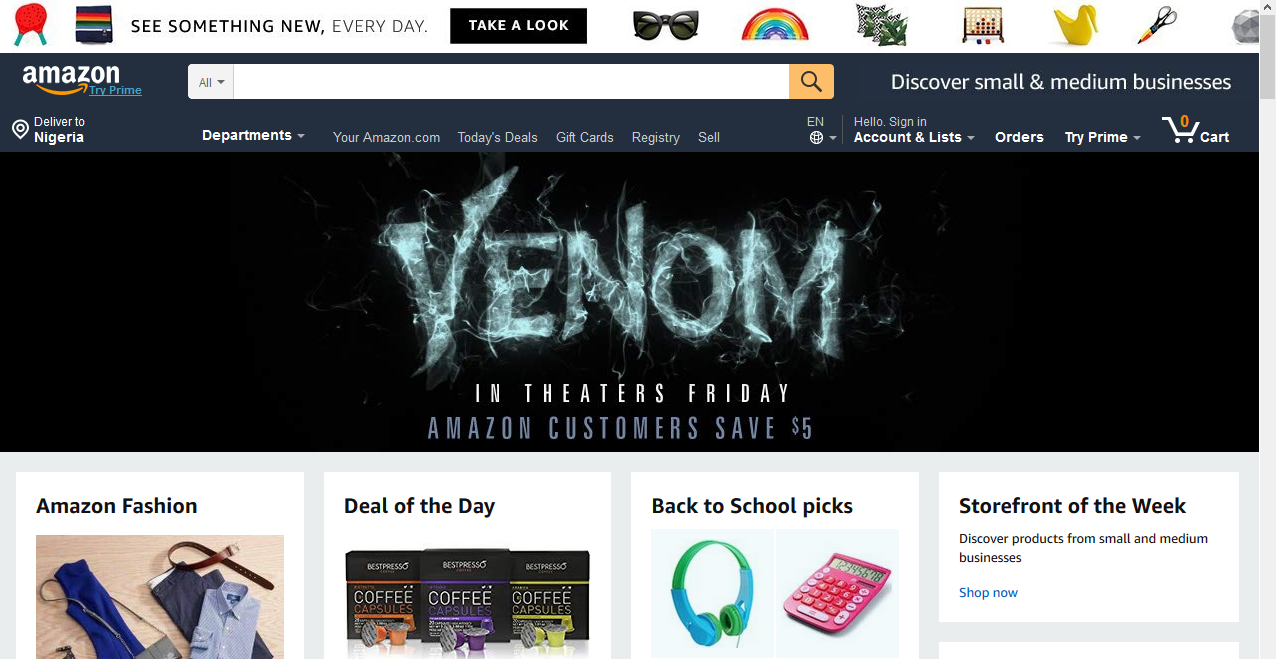 SEE SOMETHING NEW, EVERY DAY.
TAKE A LOOK
amazon
Try Prime
All
Discover small & medium businesses
Deliver to
Nigeria
Departments
Your Amazon.com
Today's Deals
Gift Cards
Registry
Sell
EN
Hello. Sign in
Account & Lists
Orders
Try Prime
0
Cart
VENOM
IN THEATERS FRIDAY
AMAZON CUSTOMERS SAVE $5
Amazon Fashion
Deal of the Day
Back to School picks
Storefront of the Week
Discover products from small and medium
businesses
Shop now
BESTPRESSO
COFFEE
COFFEE
CAPSULES
BESTPRESSO
COFFEE
COFFEE
CAPSULES
BESTPRESSO
COFFEE
COFFEE
CAPSULES